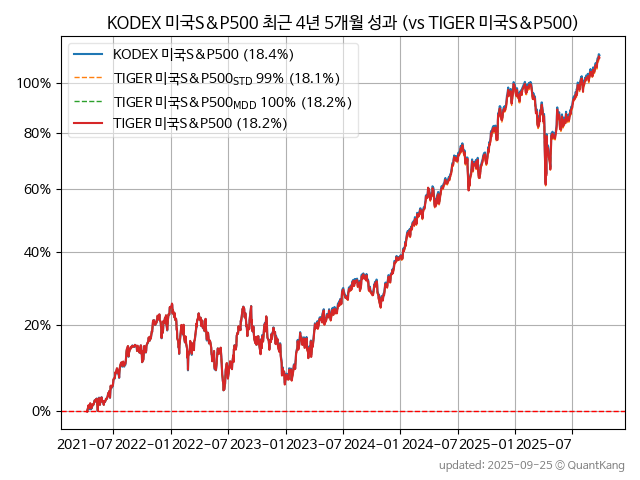 KODEX 미국S&P500 최근 4년 5개월 성과 (vs TIGER 미국S&P500)
KODEX 미국S&P500 (18.4%)
TIGER 미국S&P500STD 99% (18.1%)
TIGER 미국S&P500MDD 100% (18.2%)
TIGER 미국S&P500 (18.2%)
100%
80%
60%
40%
20%
0%
2021-07 2022-01 2022-07 2023-01 2023-07 2024-01 2024-07 2025-01 2025-07
updated: 2025-09-25 © QuantKang